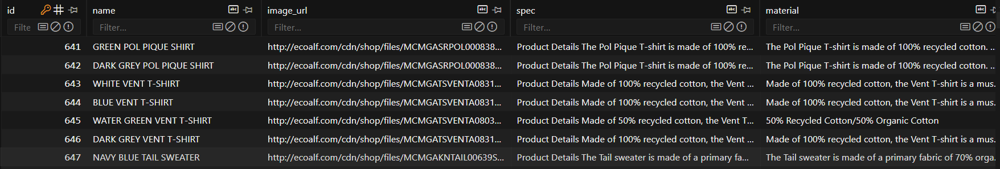 id name image_url spec material
Filte Filter... Filter... Filter... Filter...
641 GREEN POL PIQUE SHIRT http://ecoalf.com/cdn/shop/files/MCMGASRPOL000838... Product Details The Pol Pique T-shirt is made of 100% re... The Pol Pique T-shirt is made of 100% recycled cotton. ..
642 DARK GREY POL PIQUE SHIRT http://ecoalf.com/cdn/shop/files/MCMGASRPOL000838... Product Details The Pol Pique T-shirt is made of 100% re... The Pol Pique T-shirt is made of 100% recycled cotton. ..
643 WHITE VENT T-SHIRT http://ecoalf.com/cdn/shop/files/MCMGATSVENTA0831... Product Details Made of 100% recycled cotton, the Vent ... Made of 100% recycled cotton, the Vent T-shirt is a mus.
644 BLUE VENT T-SHIRT http://ecoalf.com/cdn/shop/files/MCMGATSVENTA0831... Product Details Made of 100% recycled cotton, the Vent ... Made of 100% recycled cotton, the Vent T-shirt is a mus.
645 WATER GREEN VENT T-SHIRT http://ecoalf.com/cdn/shop/files/MCMGATSVENTA0803... Product Details Made of 50% recycled cotton, the Vent T... 50% Recycled Cotton/50% Organic Cotton
646 DARK GREY VENT T-SHIRT http://ecoalf.com/cdn/shop/files/MCMGATSVENTA0831... Product Details Made of 100% recycled cotton, the Vent ... Made of 100% recycled cotton, the Vent T-shirt is a mus.
647 NAVY BLUE TAIL SWEATER http://ecoalf.com/cdn/shop/files/MCMGAKNTAIL00639S... Product Details The Tail sweater is made of a primary fa... The Tail sweater is made of a primary fabric of 70% orga..